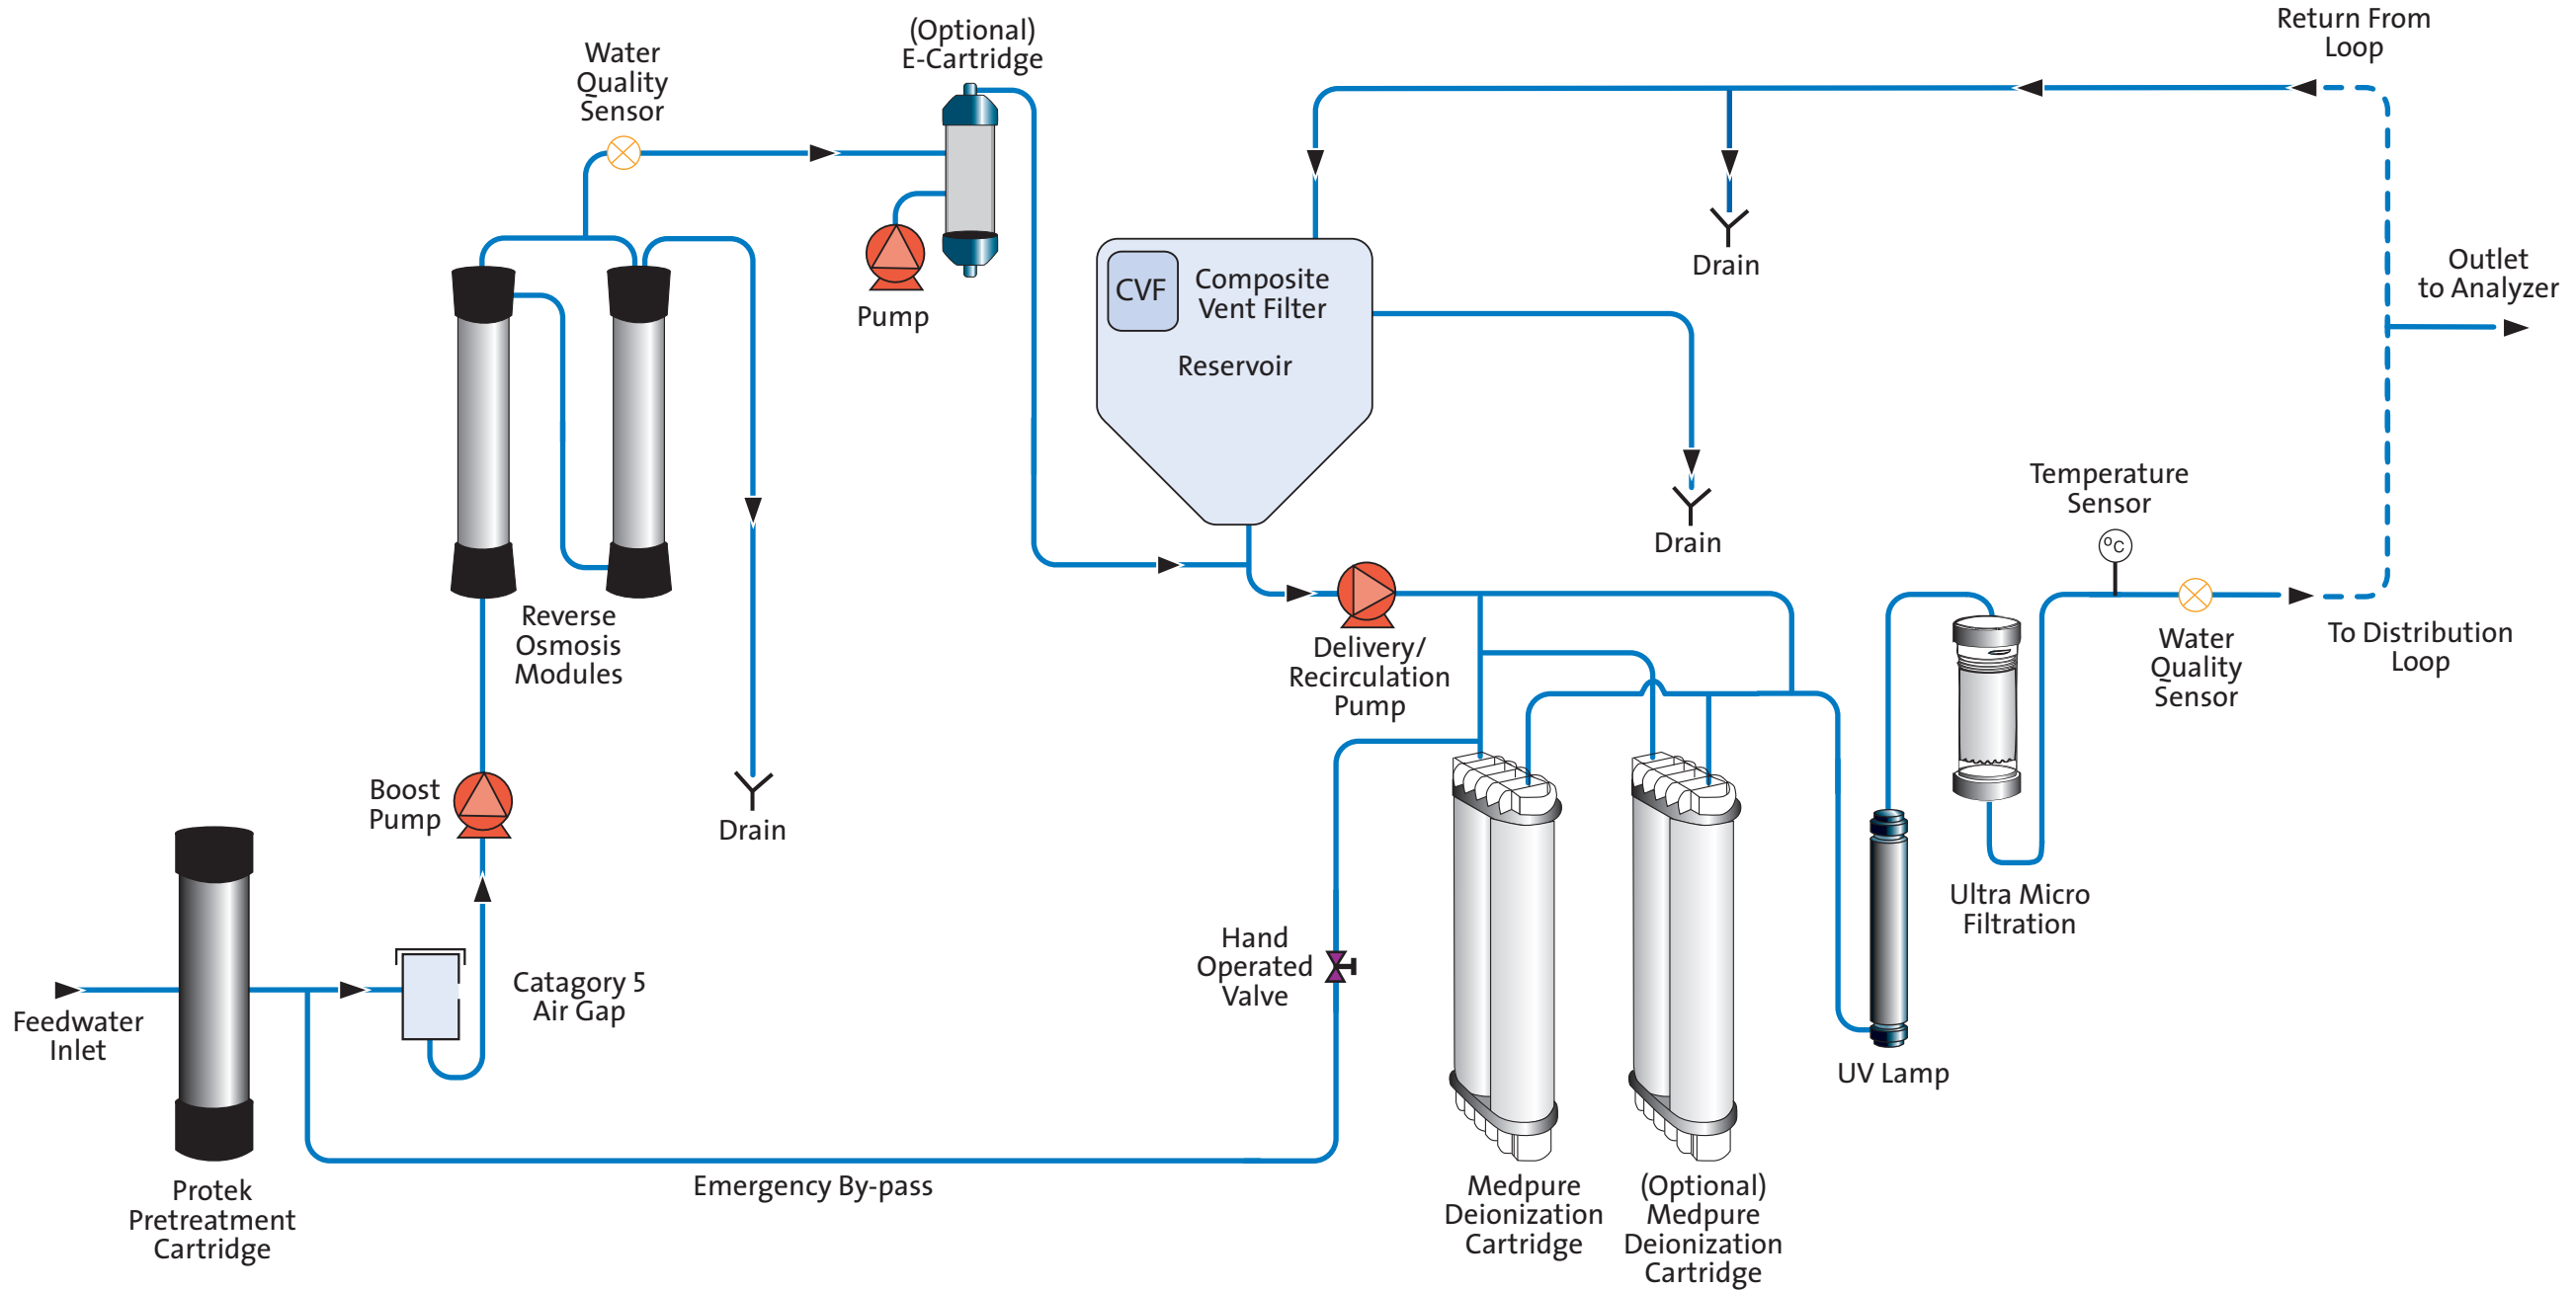 (Optional)
E-Cartridge
Water
Quality
Sensor
Return From
Loop
Pump
CVF
Composite
Vent Filter
Reservoir
Drain
Outlet
to Analyzer
Drain
Temperature
Sensor
ºC
Reverse
Osmosis
Modules
Delivery/
Recirculation
Pump
Water
Quality
Sensor
To Distribution
Loop
Boost
Pump
Drain
Ultra Micro
Filtration
Hand
Operated
Valve
Catagory 5
Air Gap
Feedwater
Inlet
UV Lamp
Protek
Pretreatment
Cartridge
Emergency By-pass
Medpure
Deionization
Cartridge
(Optional)
Medpure
Deionization
Cartridge